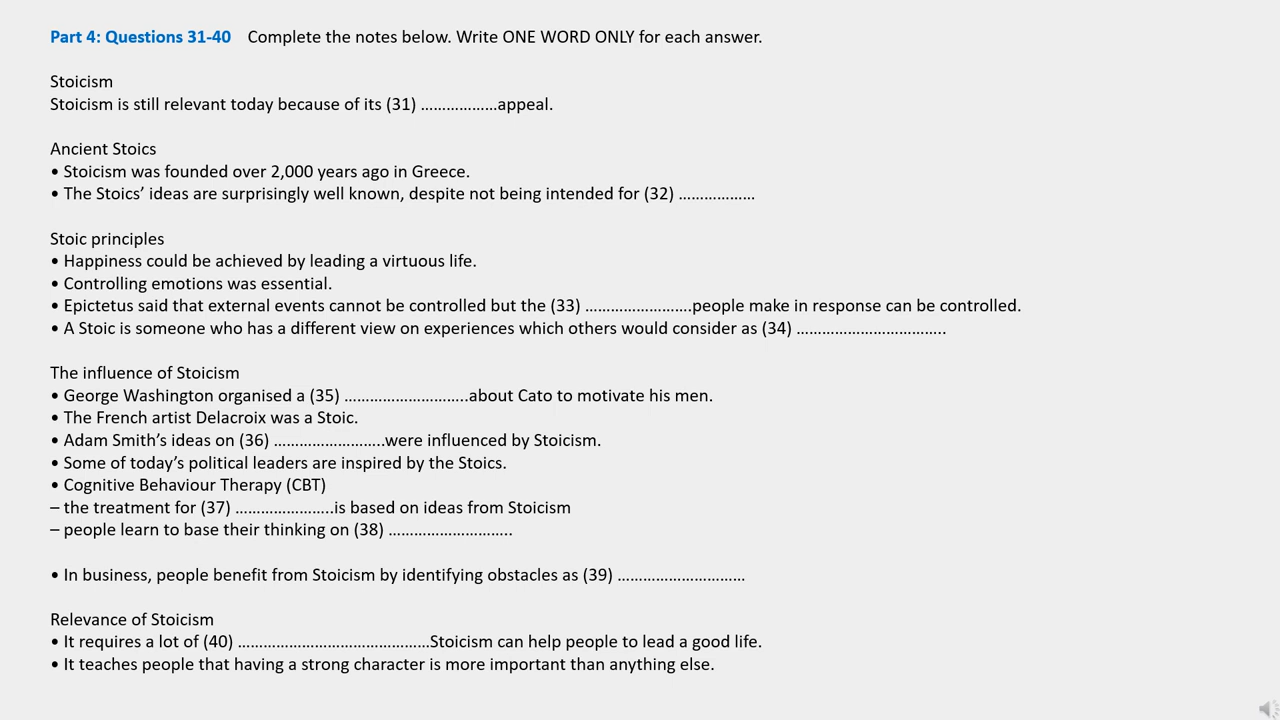 Part 4: Questions 31-40 Complete the notes below. Write ONE WORD ONLY for each answer.
Stoicism
Stoicism is still relevant today because of its (31) ………………appeal.
Ancient Stoics
• Stoicism was founded over 2,000 years ago in Greece.
• The Stoics’ ideas are surprisingly well known, despite not being intended for (32) ………………
Stoic principles
• Happiness could be achieved by leading a virtuous life.
• Controlling emotions was essential.
• Epictetus said that external events cannot be controlled but the (33) …………………….people make in response can be controlled.
• A Stoic is someone who has a different view on experiences which others would consider as (34) ……………………………..
The influence of Stoicism
• George Washington organised a (35) ………………………..about Cato to motivate his men.
• The French artist Delacroix was a Stoic.
• Adam Smith’s ideas on (36) ……………………..were influenced by Stoicism.
• Some of today’s political leaders are inspired by the Stoics.
• Cognitive Behaviour Therapy (CBT)
– the treatment for (37) …………………..is based on ideas from Stoicism
– people learn to base their thinking on (38) ………………………..
• In business, people benefit from Stoicism by identifying obstacles as (39) …………………………
Relevance of Stoicism
• It requires a lot of (40) ………………………………………Stoicism can help people to lead a good life.
• It teaches people that having a strong character is more important than anything else.